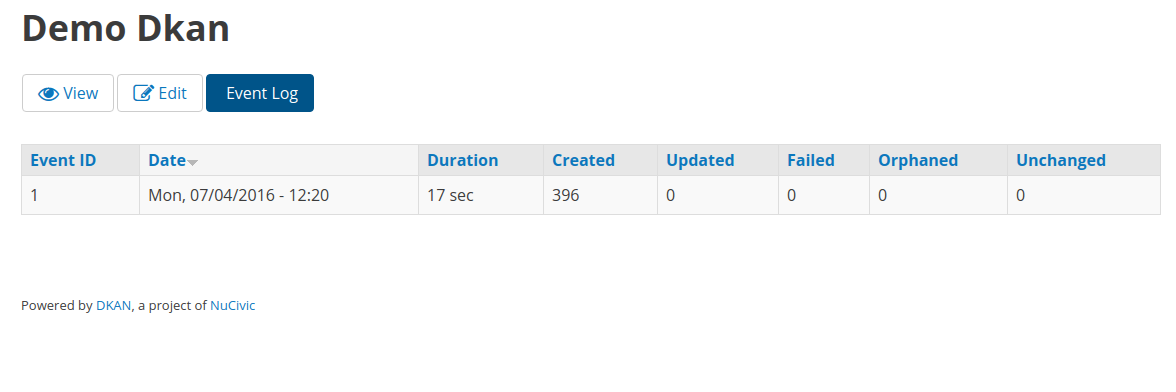 Demo Dkan
View Edit Event Log
Event ID Date Duration Created Updated Failed Orphaned Unchanged
1 Mon, 07/04/2016 - 12:20 17 sec 396 0 0 0 0
Powered by DKAN, a project of NuCivic